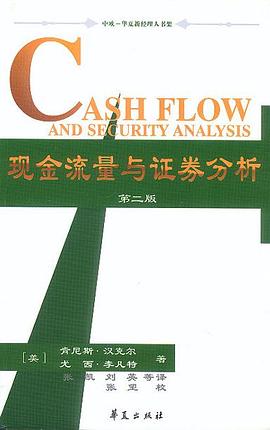 中欧－华夏新经理人书架
CASH FLOW
AND SECURITY ANALYSIS
现金流量与证券分析
第二版
[美] 肯尼斯·汉克尔 著
尤西·李凡特
张凯 刘英 等译
张罡 校
华夏出版社